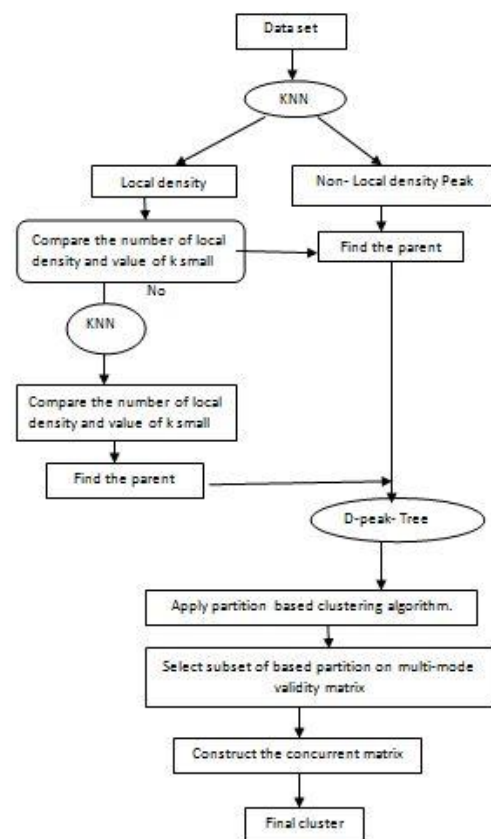 Data set
KNN
Local density
Non- Local density Peak
Compare the number of local
density and value of k small
Find the parent
No
KNN
Compare the number of local
density and value of k small
Find the parent
D-peak- Tree
Apply partition based clustering algorithm.
Select subset of based partition on multi-mode
validity matrix
Construct the concurrent matrix
Final cluster